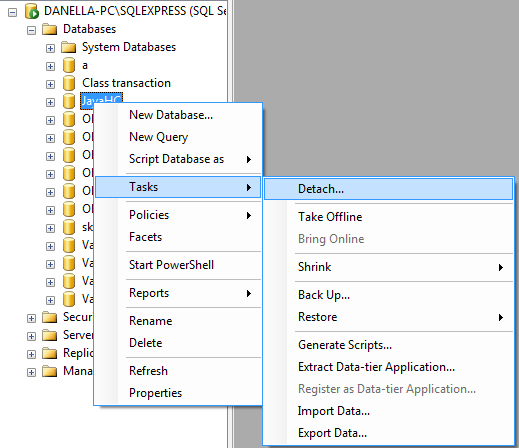 DANELLA-PC\SQLEXPRESS (SQL Se
Databases
System Databases
a
Class transaction
JavaHC
New Database...
New Query
Script Database as
Tasks
Policies
Facets
Start PowerShell
Reports
Rename
Delete
Refresh
Properties
Detach...
Take Offline
Bring Online
Shrink
Back Up...
Restore
Generate Scripts...
Extract Data-tier Application...
Register as Data-tier Application...
Import Data...
Export Data...
Ol
Ol
Ol
Ol
Ol
Ol
sk
Va
Va
Va
Va
Secur
Server
Replic
Mana